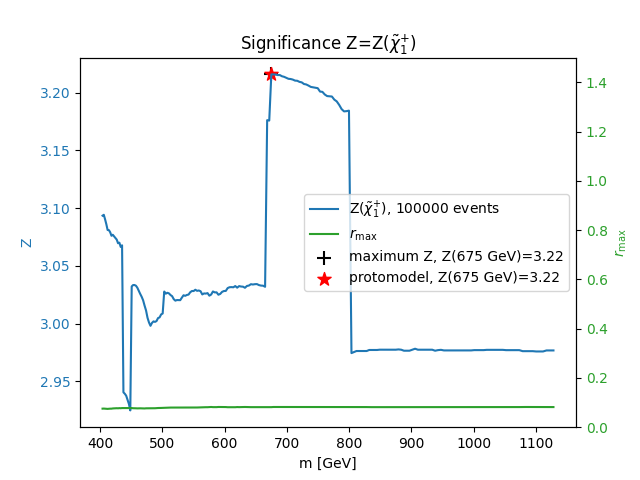 Significance Z=Z(χ̃₁⁺)
3.20
3.15
3.10
3.05
3.00
2.95
Z
1.4
1.2
1.0
0.8
0.6
0.4
0.2
0.0
r_max
Z(χ̃₁⁺), 100000 events
r_max
maximum Z, Z(675 GeV)=3.22
protomodel, Z(675 GeV)=3.22
400 500 600 700 800 900 1000 1100
m [GeV]